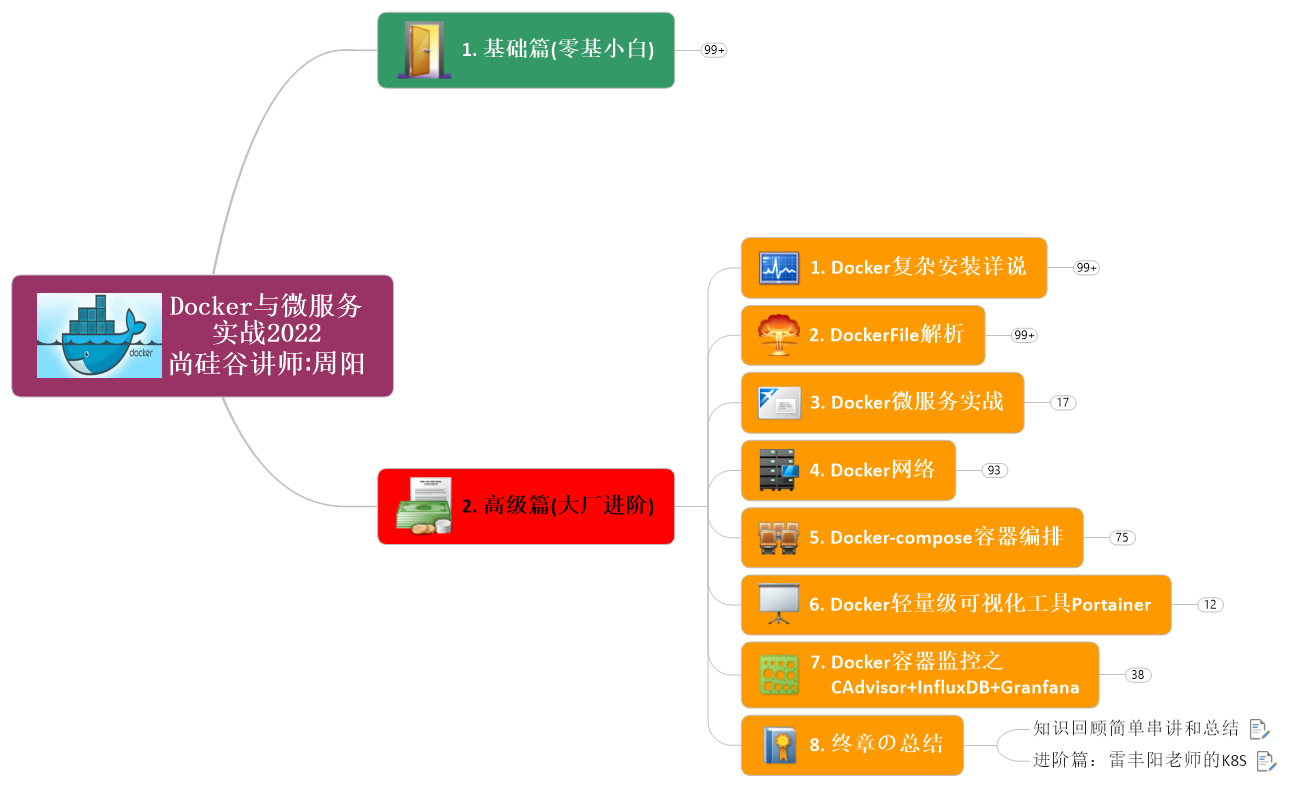 1. 基础篇(零基小白)
99+
Docker与微服务
实战2022
尚硅谷讲师:周阳
docker
2. 高级篇(大厂进阶)
1. Docker复杂安装详说
99+
2. DockerFile解析
99+
3. Docker微服务实战
17
4. Docker网络
93
5. Docker-compose容器编排
75
6. Docker轻量级可视化工具Portainer
12
7. Docker容器监控之
CAdvisor+InfluxDB+Granfana
38
8. 终章の总结
知识回顾简单串讲和总结
进阶篇：雷丰阳老师的K8S